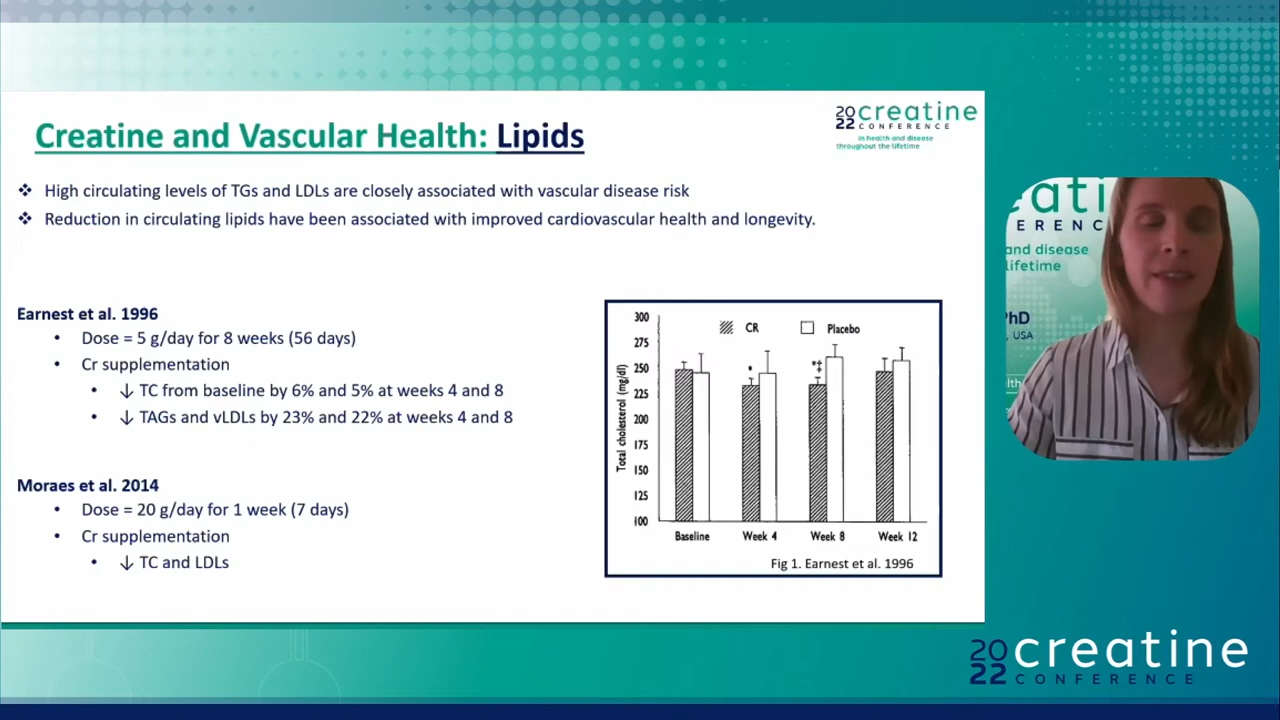 Creatine and Vascular Health: Lipids
2022 creatine
CONFERENCE
in health and disease
throughout the lifetime
❖ High circulating levels of TGs and LDLs are closely associated with vascular disease risk
❖ Reduction in circulating lipids have been associated with improved cardiovascular health and longevity.
Earnest et al. 1996
• Dose = 5 g/day for 8 weeks (56 days)
• Cr supplementation
• ↓ TC from baseline by 6% and 5% at weeks 4 and 8
• ↓ TAGs and vLDLs by 23% and 22% at weeks 4 and 8
Moraes et al. 2014
• Dose = 20 g/day for 1 week (7 days)
• Cr supplementation
• ↓ TC and LDLs
CR Placebo
Total cholesterol (mg/dl)
300
275
250
225
200
175
150
125
100
*
*‡
Baseline Week 4 Week 8 Week 12
Fig 1. Earnest et al. 1996
eati
ERENC
and disease
lifetime
PhD
, USA
2022 creatine
CONFERENCE